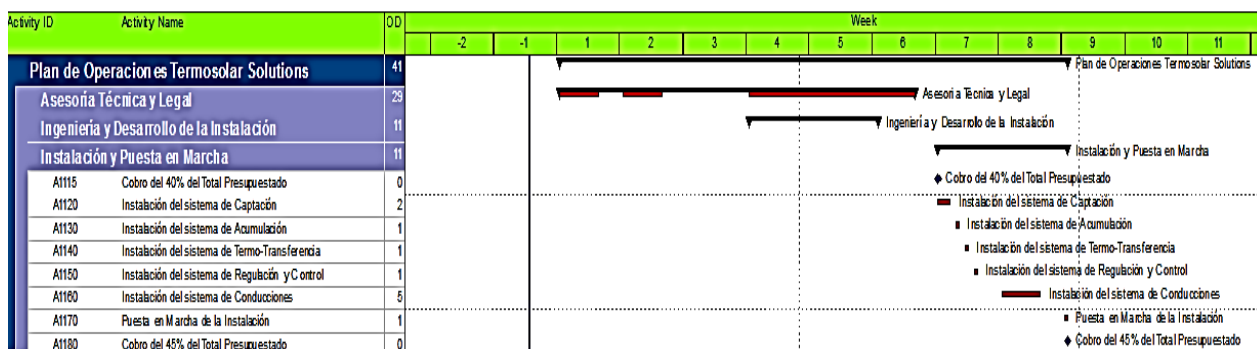 Activity ID Activity Name OD Week
-2 -1 1 2 3 4 5 6 7 8 9 10 11
Plan de Operaciones Termosolar Solutions 41 Plan de Operaciones Termosolar Solutions
Asesoría Técnica y Legal 29 Asesoría Técnica y Legal
Ingeniería y Desarrollo de la Instalación 11 Ingeniería y Desarrollo de la Instalación
Instalación y Puesta en Marcha 11 Instalación y Puesta en Marcha
A1115 Cobro del 40% del Total Presupuestado 0 Cobro del 40% del Total Presupuestado
A1120 Instalación del sistema de Captación 2 Instalación del sistema de Captación
A1130 Instalación del sistema de Acumulación 1 Instalación del sistema de Acumulación
A1140 Instalación del sistema de Termo-Transferencia 1 Instalación del sistema de Termo-Transferencia
A1150 Instalación del sistema de Regulación y Control 1 Instalación del sistema de Regulación y Control
A1160 Instalación del sistema de Conducciones 5 Instalación del sistema de Conducciones
A1170 Puesta en Marcha de la Instalación 1 Puesta en Marcha de la Instalación
A1180 Cobro del 45% del Total Presupuestado 0 Cobro del 45% del Total Presupuestado